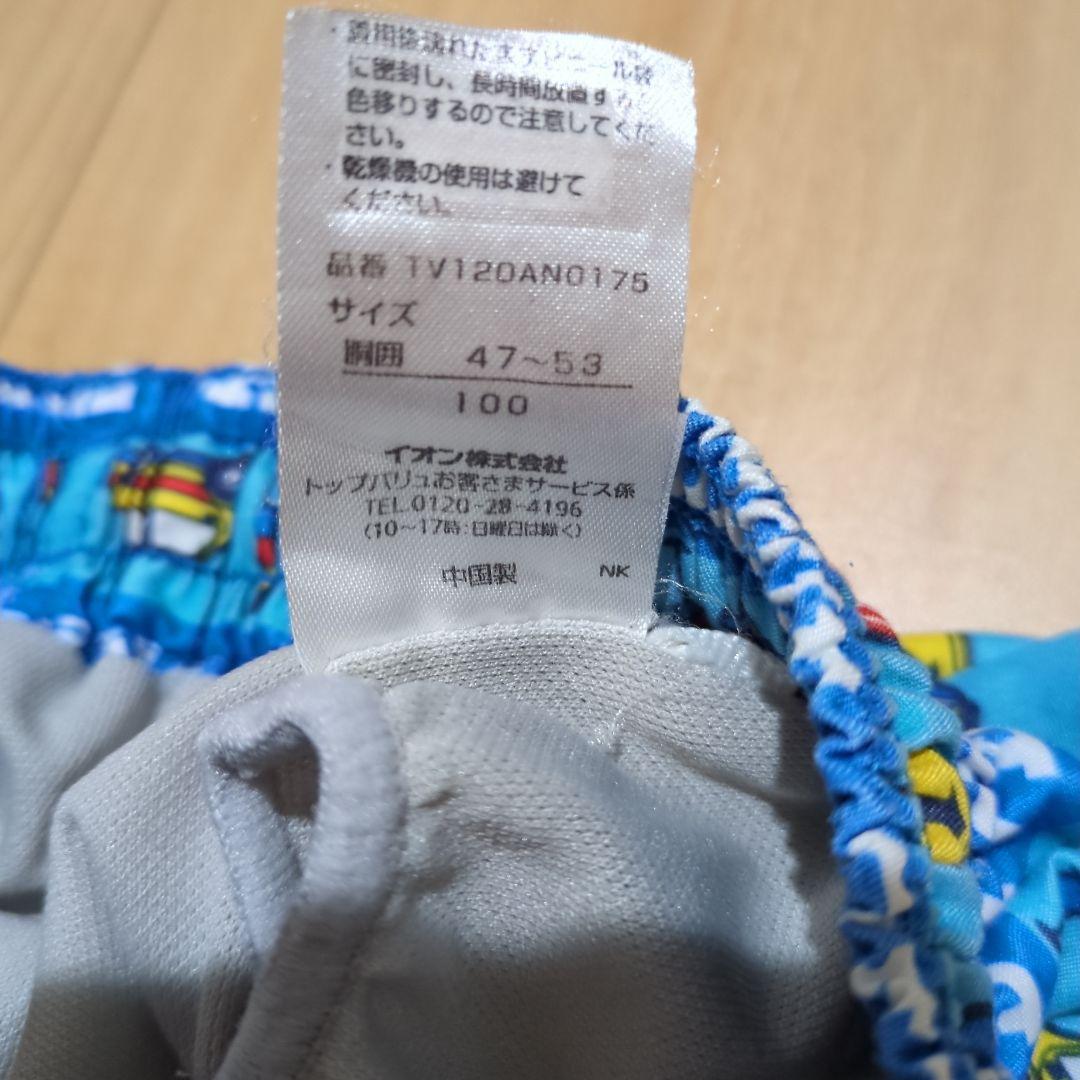 ・着用後濡れたままビニール袋
に密封し、長時間放置すると
色移りするので注意してくだ
さい。
・乾燥機の使用は避けて
ください。
品番 TV120AN0175
サイズ
胴囲 47～53
100
イオン株式会社
トップバリュお客さまサービス係
TEL.0120-28-4196
(10～17時:日曜日は除く)
中国製 NK